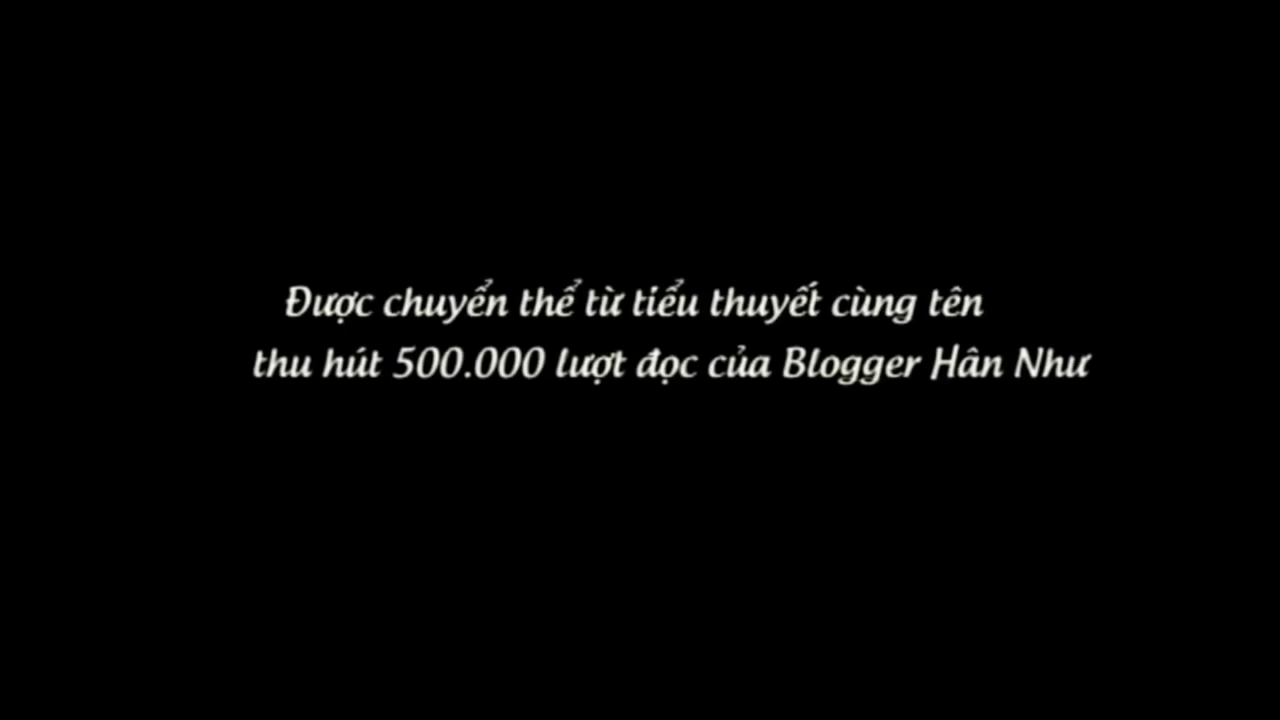 Được chuyển thể từ tiểu thuyết cùng tên
thu hút 500.000 lượt đọc của Blogger Hân Như